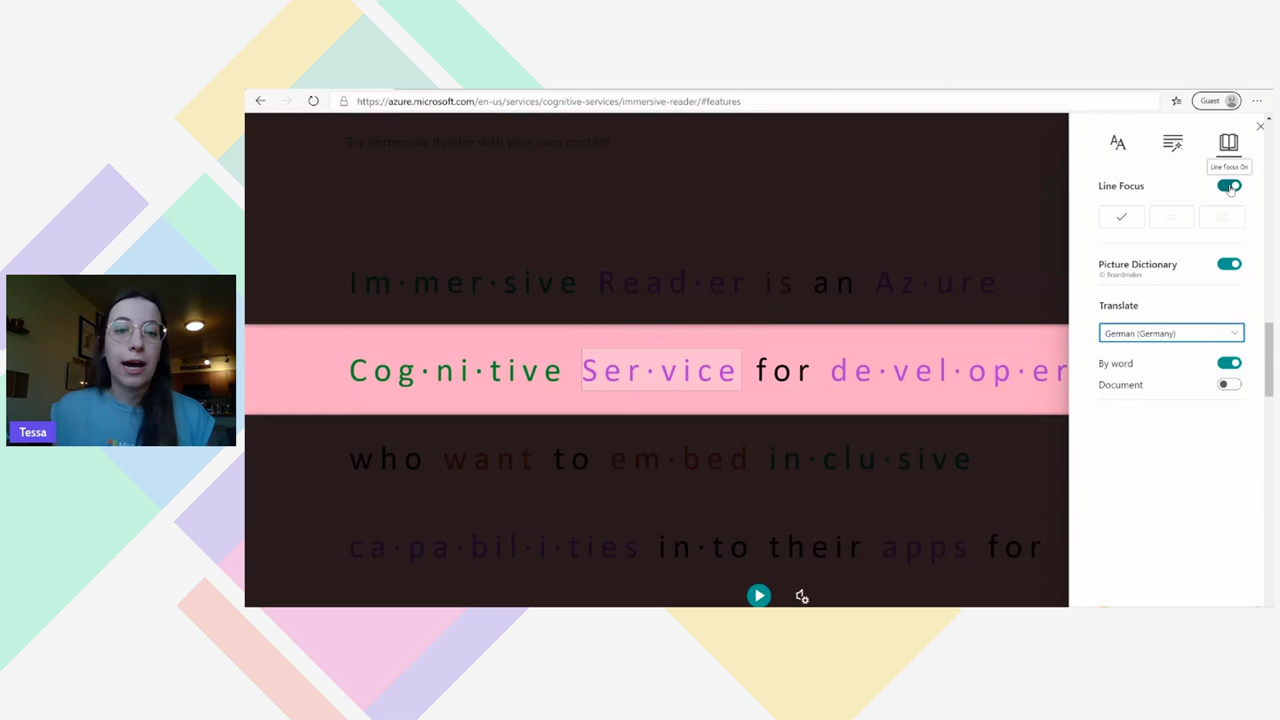 https://azure.microsoft.com/en-us/services/cognitive-services/immersive-reader/#features
Guest
Try Immersive Reader with your own content
Line Focus On
Line Focus
Im·mer·sive Read·er is an Az·ure
Picture Dictionary
© Boardmaker
Translate
German (Germany)
Cog·ni·tive Ser·vice for de·vel·op·er
By word
Document
Tessa
who want to em·bed in·clu·sive
ca·pa·bil·i·ties in·to their apps for